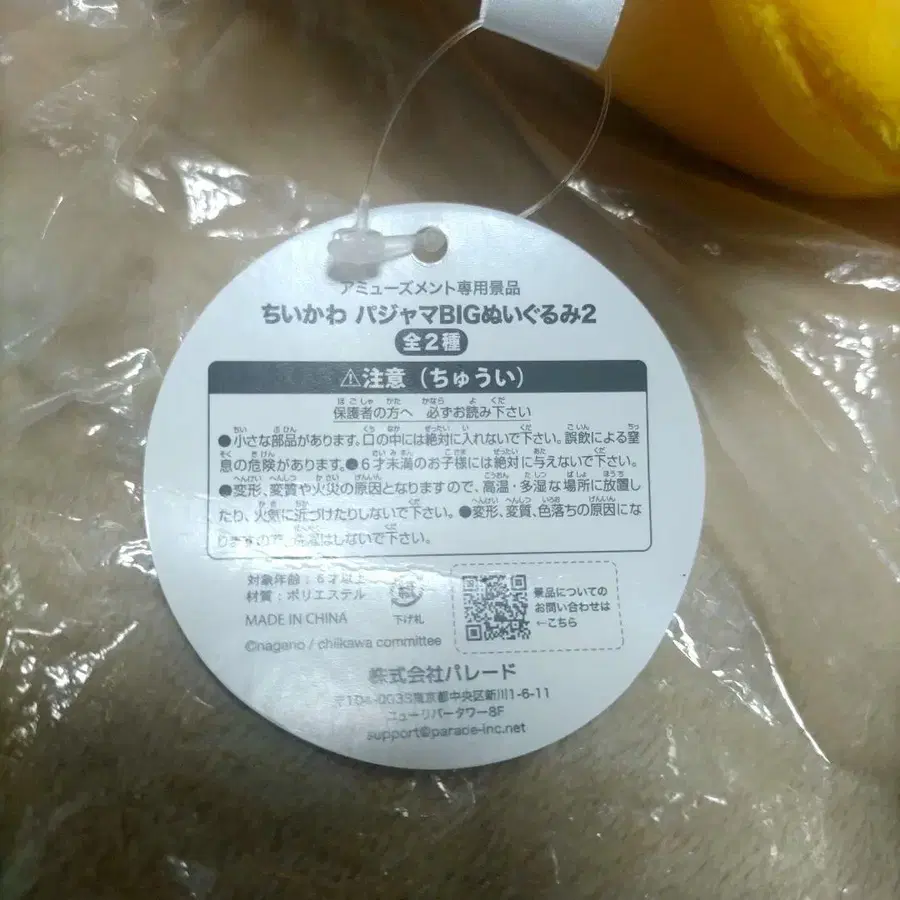 アミューズメント専用景品
ちいかわ パジャマBIGぬいぐるみ2
全2種
⚠注意(ちゅうい)
保護者の方へ 必ずお読み下さい
●小さな部品があります。口の中には絶対に入れないで下さい。誤飲による窒
息の危険があります。●6才未満のお子様には絶対に与えないで下さい。
●変形、変質や火災の原因となりますので、高温・多湿な場所に放置し
たり、火気に近づけたりしないで下さい。●変形、変質、色落ちの原因にな
りますので、洗濯はしないで下さい。
対象年齢:6才以上
材質:ポリエステル
MADE IN CHINA
下げ札
景品についての
お問い合わせは
←こちら
©nagano / chiikawa committee
株式会社パレード
〒104-0033東京都中央区新川1-6-11
ニューリバータワー8F
support@parade-inc.net